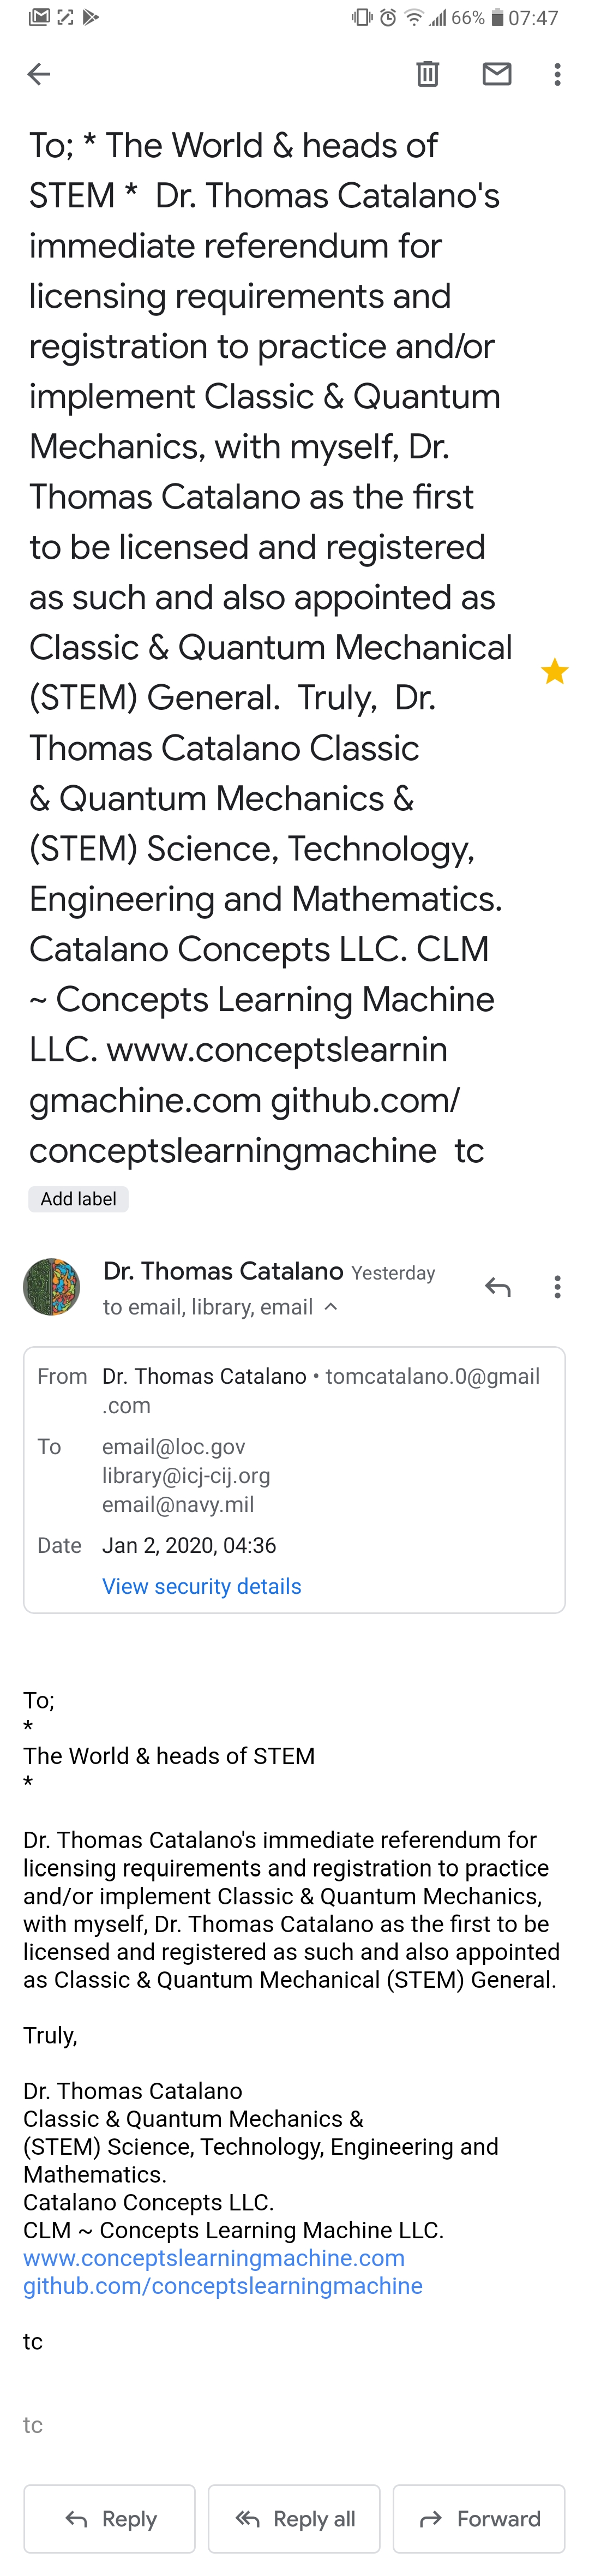 66% 07:47
To; * The World & heads of
STEM * Dr. Thomas Catalano's
immediate referendum for
licensing requirements and
registration to practice and/or
implement Classic & Quantum
Mechanics, with myself, Dr.
Thomas Catalano as the first
to be licensed and registered
as such and also appointed as
Classic & Quantum Mechanical
(STEM) General. Truly, Dr.
Thomas Catalano Classic
& Quantum Mechanics &
(STEM) Science, Technology,
Engineering and Mathematics.
Catalano Concepts LLC. CLM
~ Concepts Learning Machine
LLC. www.conceptslearnin
gmachine.com github.com/
conceptslearningmachine tc
Add label
Dr. Thomas Catalano Yesterday
to email, library, email
From Dr. Thomas Catalano • tomcatalano.0@gmail
.com
To email@loc.gov
library@icj-cij.org
email@navy.mil
Date Jan 2, 2020, 04:36
View security details
To;
*
The World & heads of STEM
*
Dr. Thomas Catalano's immediate referendum for
licensing requirements and registration to practice
and/or implement Classic & Quantum Mechanics,
with myself, Dr. Thomas Catalano as the first to be
licensed and registered as such and also appointed
as Classic & Quantum Mechanical (STEM) General.
Truly,
Dr. Thomas Catalano
Classic & Quantum Mechanics &
(STEM) Science, Technology, Engineering and
Mathematics.
Catalano Concepts LLC.
CLM ~ Concepts Learning Machine LLC.
www.conceptslearningmachine.com
github.com/conceptslearningmachine
tc
tc
Reply Reply all Forward